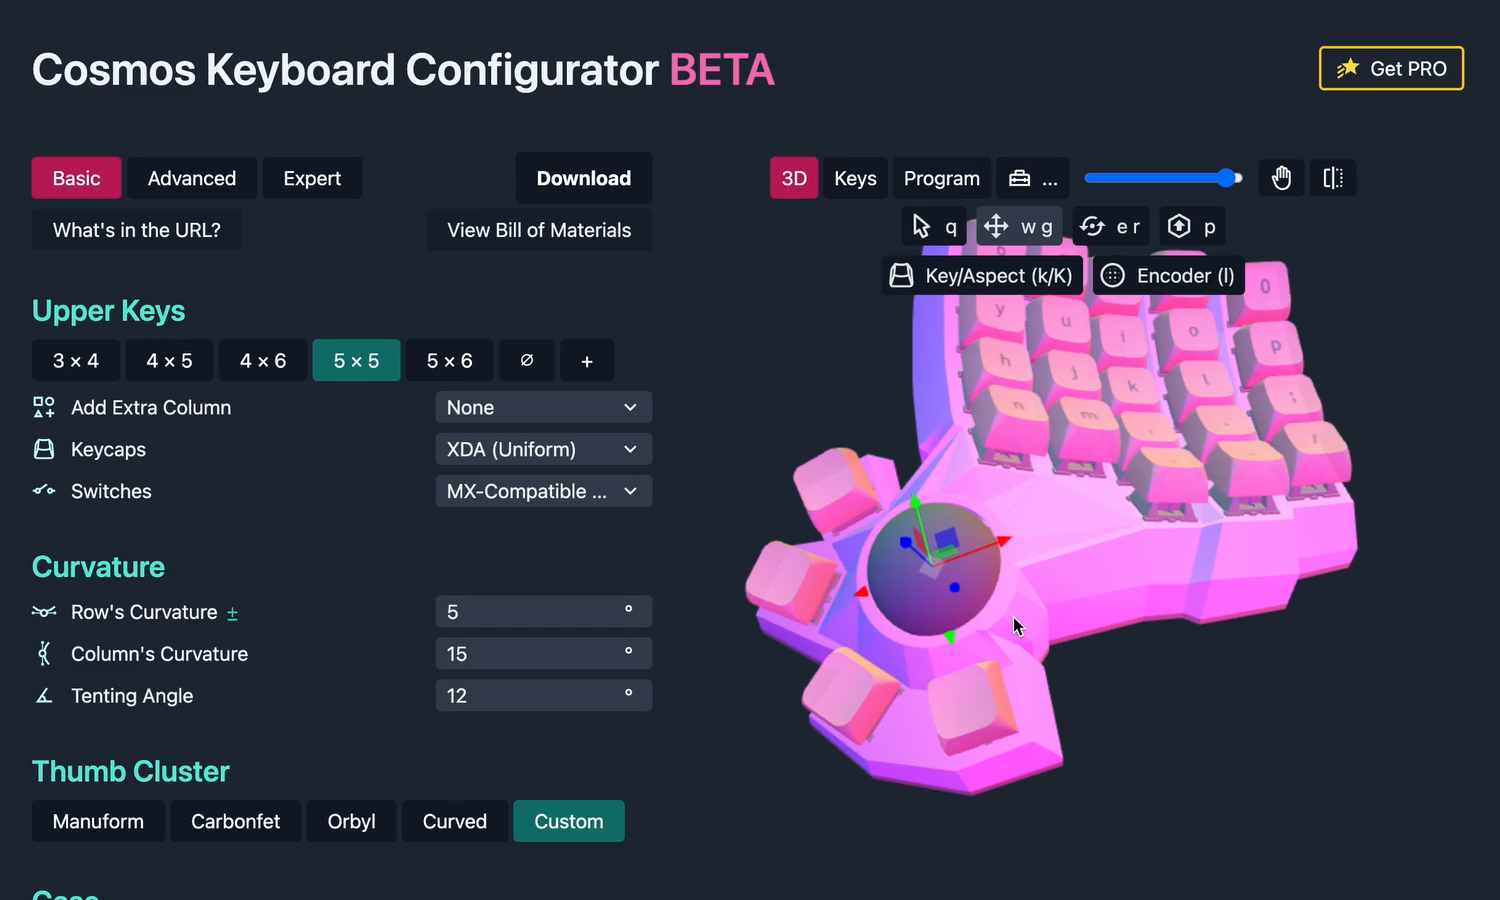 Cosmos Keyboard Configurator BETA
Get PRO
Basic
Advanced
Expert
Download
What's in the URL?
View Bill of Materials
Upper Keys
3 × 4
4 × 5
4 × 6
5 × 5
5 × 6
∅
+
Add Extra Column
None
Keycaps
XDA (Uniform)
Switches
MX-Compatible ...
Curvature
Row's Curvature ±
5 °
Column's Curvature
15 °
Tenting Angle
12 °
Thumb Cluster
Manuform
Carbonfet
Orbyl
Curved
Custom
3D
Keys
Program
...
q
w g
e r
p
Key/Aspect (k/K)
Encoder (l)
6
0
y
u
i
o
p
h
j
k
l
;
n
m
/